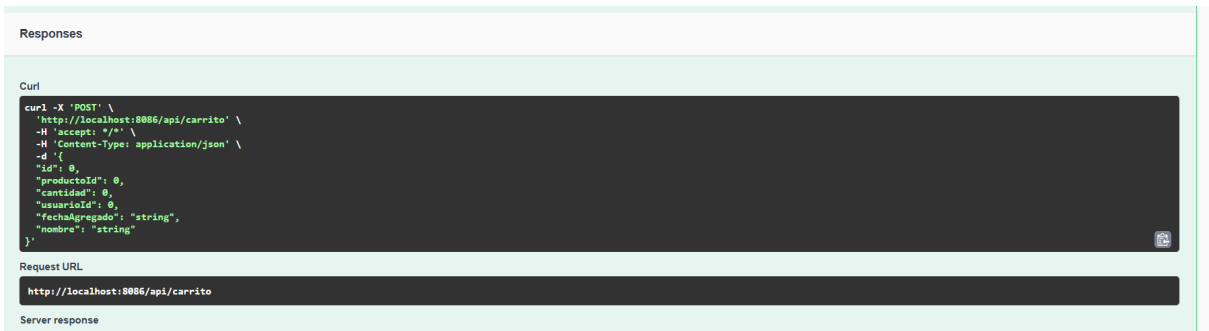 Responses
Curl
curl -X 'POST' \
  'http://localhost:8086/api/carrito' \
  -H 'accept: */*' \
  -H 'Content-Type: application/json' \
  -d '{
  "id": 0,
  "productoId": 0,
  "cantidad": 0,
  "usuarioId": 0,
  "fechaAgregado": "string",
  "nombre": "string"
}'
Request URL
http://localhost:8086/api/carrito
Server response